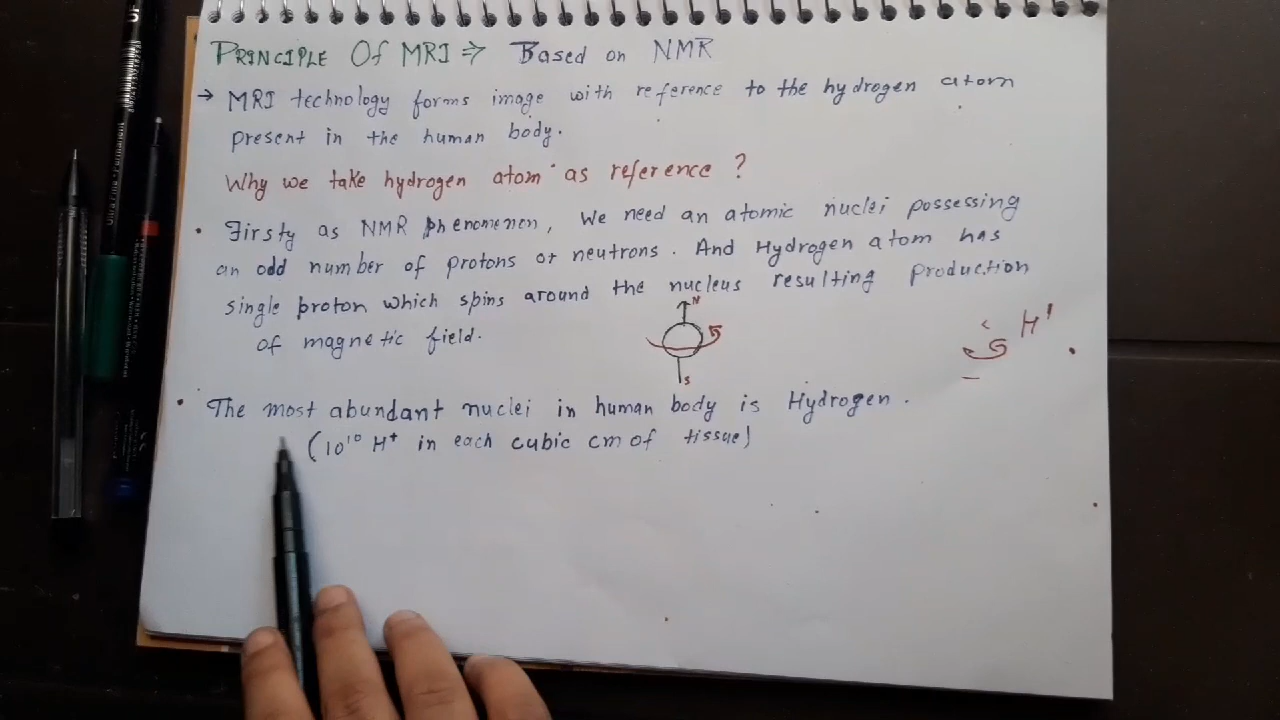 PRINCIPLE Of MRI ⇒ Based on NMR
→ MRI technology forms image with reference to the hydrogen atom
present in the human body.
Why we take hydrogen atom as reference ?
• Firsty as NMR phenomenon, We need an atomic nuclei possessing
an odd number of protons or neutrons. And Hydrogen atom has
single proton which spins around the nucleus resulting production
of magnetic field.
N
S
H'
• The most abundant nuclei in human body is Hydrogen.
(10¹⁰ H⁺ in each cubic cm of tissue)